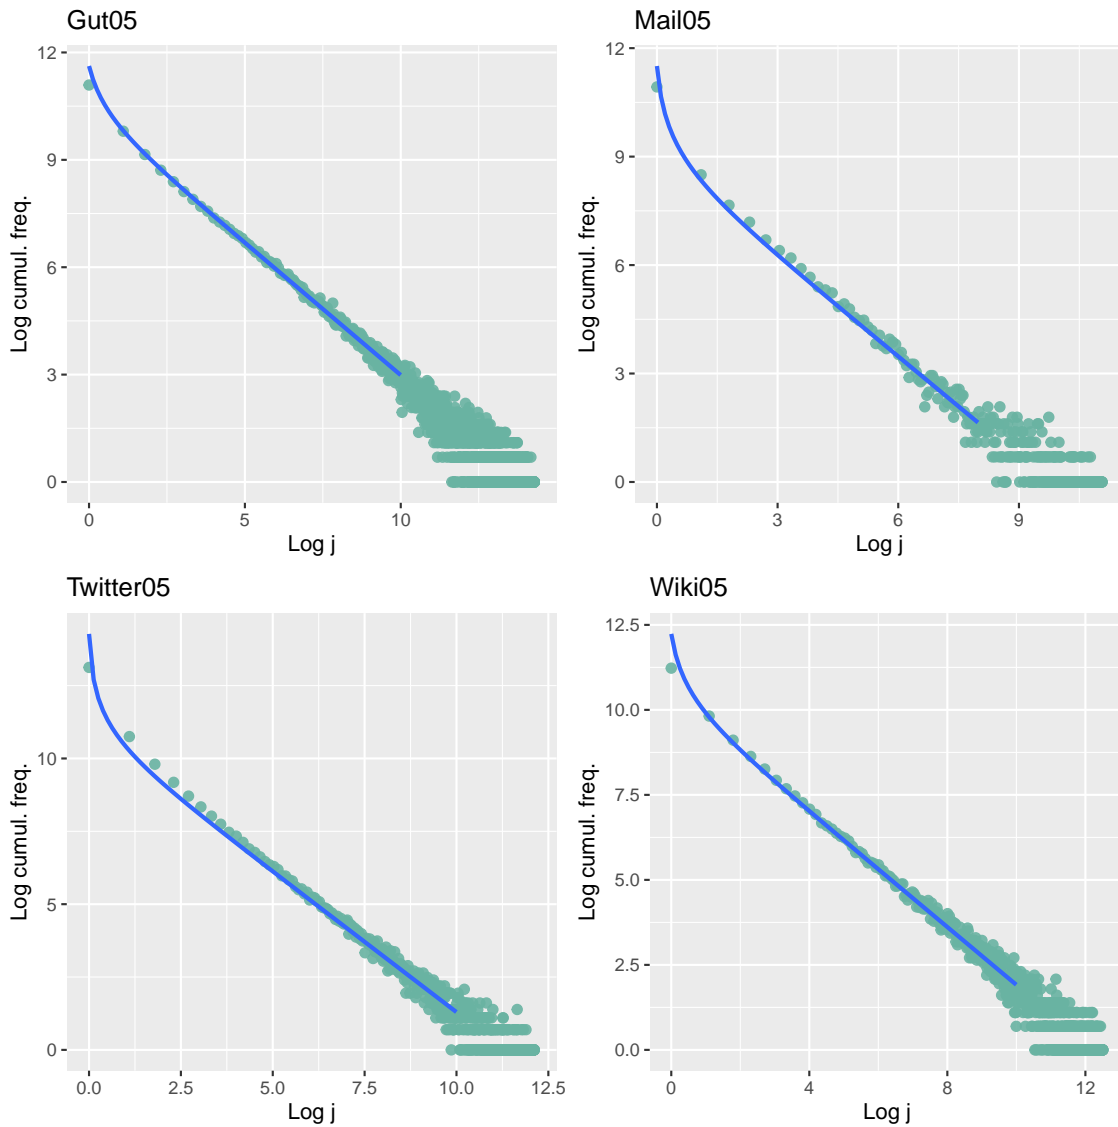 Gut05
Log cumul. freq.
12
9
6
3
0
0 5 10
Log j
Mail05
Log cumul. freq.
12
9
6
3
0
0 3 6 9
Log j
Twitter05
Log cumul. freq.
10
5
0
0.0 2.5 5.0 7.5 10.0 12.5
Log j
Wiki05
Log cumul. freq.
12.5
10.0
7.5
5.0
2.5
0.0
0 4 8 12
Log j